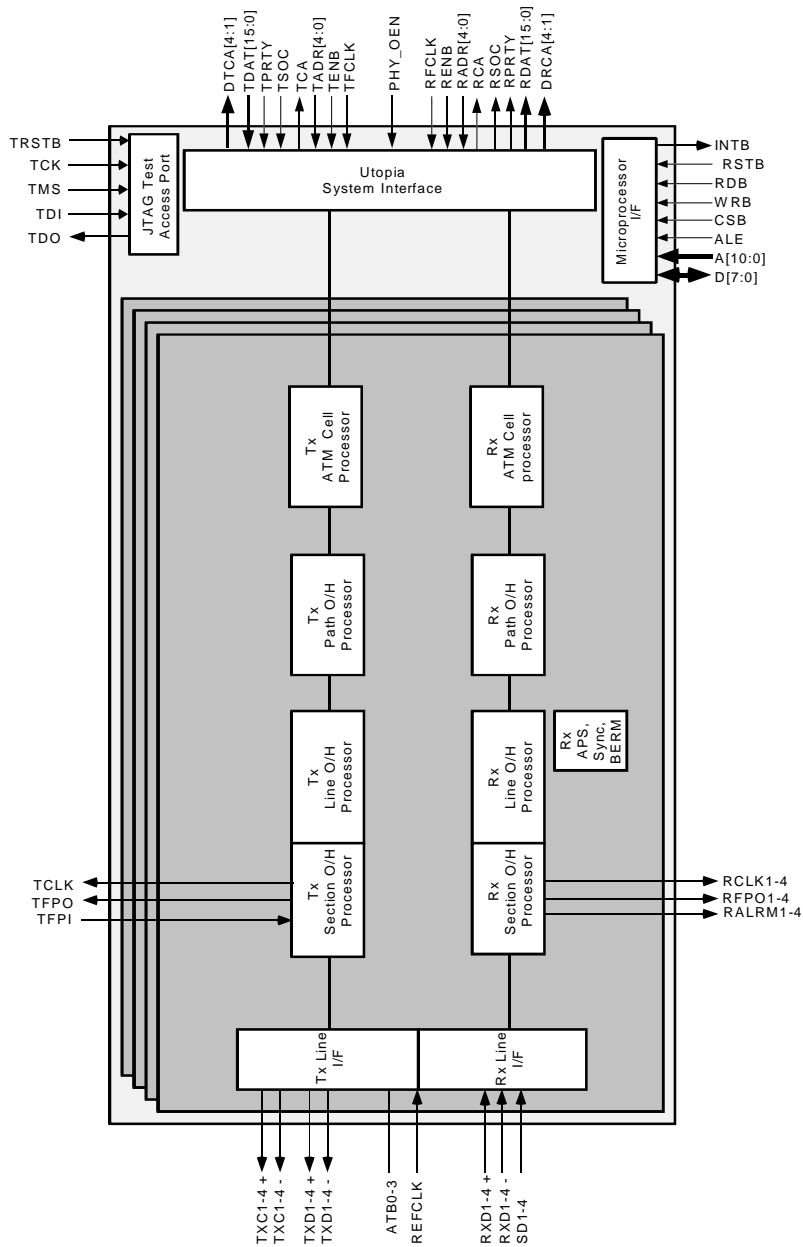 DTCA[4:1]
TDAT[15:0]
TPRTY
TSOC
TCA
TADR[4:0]
TENB
TFCLK
PHY_OEN
RFCLK
RENB
RADR[4:0]
RCA
RSOC
RPRTY
RDAT[15:0]
DRCA[4:1]
TRSTB
TCK
TMS
TDI
TDO
JTAG Test
Access Port
Utopia
System Interface
Microprocessor
I/F
INTB
RSTB
RDB
WRB
CSB
ALE
A[10:0]
D[7:0]
Tx
ATM Cell
Processor
Rx
ATM Cell
processor
Tx
Path O/H
Processor
Rx
Path O/H
Processor
Tx
Line O/H
Processor
Rx
Line O/H
Processor
Rx
APS,
Sync,
BERM
Tx
Section O/H
Processor
Rx
Section O/H
Processor
TCLK
TFPO
TFPI
RCLK1-4
RFPO1-4
RALRM1-4
Tx Line
I/F
Rx Line
I/F
TXC1-4 +
TXC1-4 -
TXD1-4 +
TXD1-4 -
ATB0-3
REFCLK
RXD1-4 +
RXD1-4 -
SD1-4